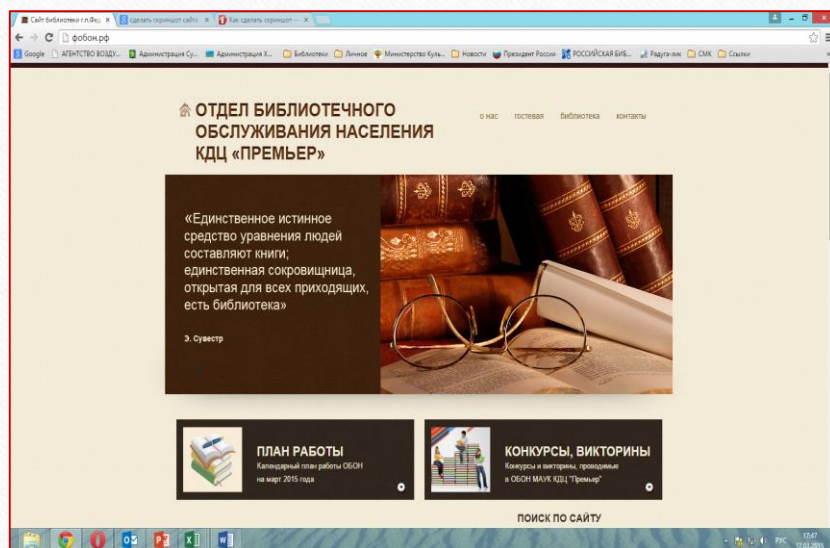 Сайт библиотеки г.п.Фед
сделать скриншот сайта
Как сделать скриншот —
фобон.рф
Google
АГЕНТСТВО ВОЗДУ...
Администрация Су...
Администрация Х...
Библиотеки
Личное
Министерство Куль...
Новости
Президент России
РОССИЙСКАЯ БИБ...
Радуга-лик
СМК
Ссылки
ОТДЕЛ БИБЛИОТЕЧНОГО
ОБСЛУЖИВАНИЯ НАСЕЛЕНИЯ
КДЦ «ПРЕМЬЕР»
о нас гостевая библиотека контакты
«Единственное истинное
средство уравнения людей
составляют книги;
единственная сокровищница,
открытая для всех приходящих,
есть библиотека»
Э. Сувестр
ПЛАН РАБОТЫ
Календарный план работы ОБОН
на март 2015 года
КОНКУРСЫ, ВИКТОРИНЫ
Конкурсы и викторины, проводимые
в ОБОН МАУК КДЦ "Премьер"
ПОИСК ПО САЙТУ
РУС
17:47
12.03.2015